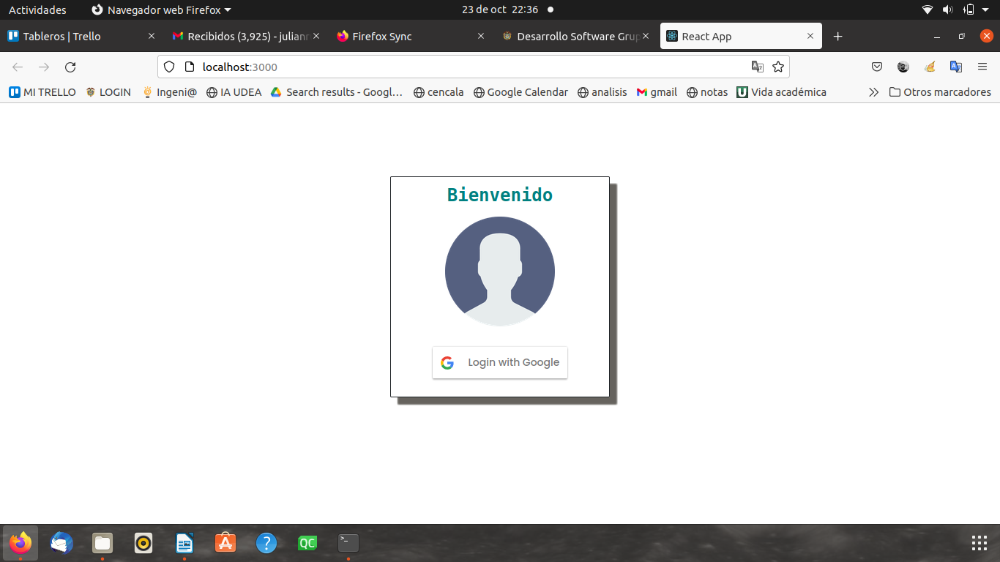 Actividades
Navegador web Firefox
23 de oct 22:36
Tableros | Trello
Recibidos (3,925) - julian
Firefox Sync
Desarrollo Software Grup
React App
localhost:3000
MI TRELLO
LOGIN
Ingeni@
IA UDEA
Search results - Googl…
cencala
Google Calendar
analisis
gmail
notas
Vida académica
Otros marcadores
Bienvenido
Login with Google
QC